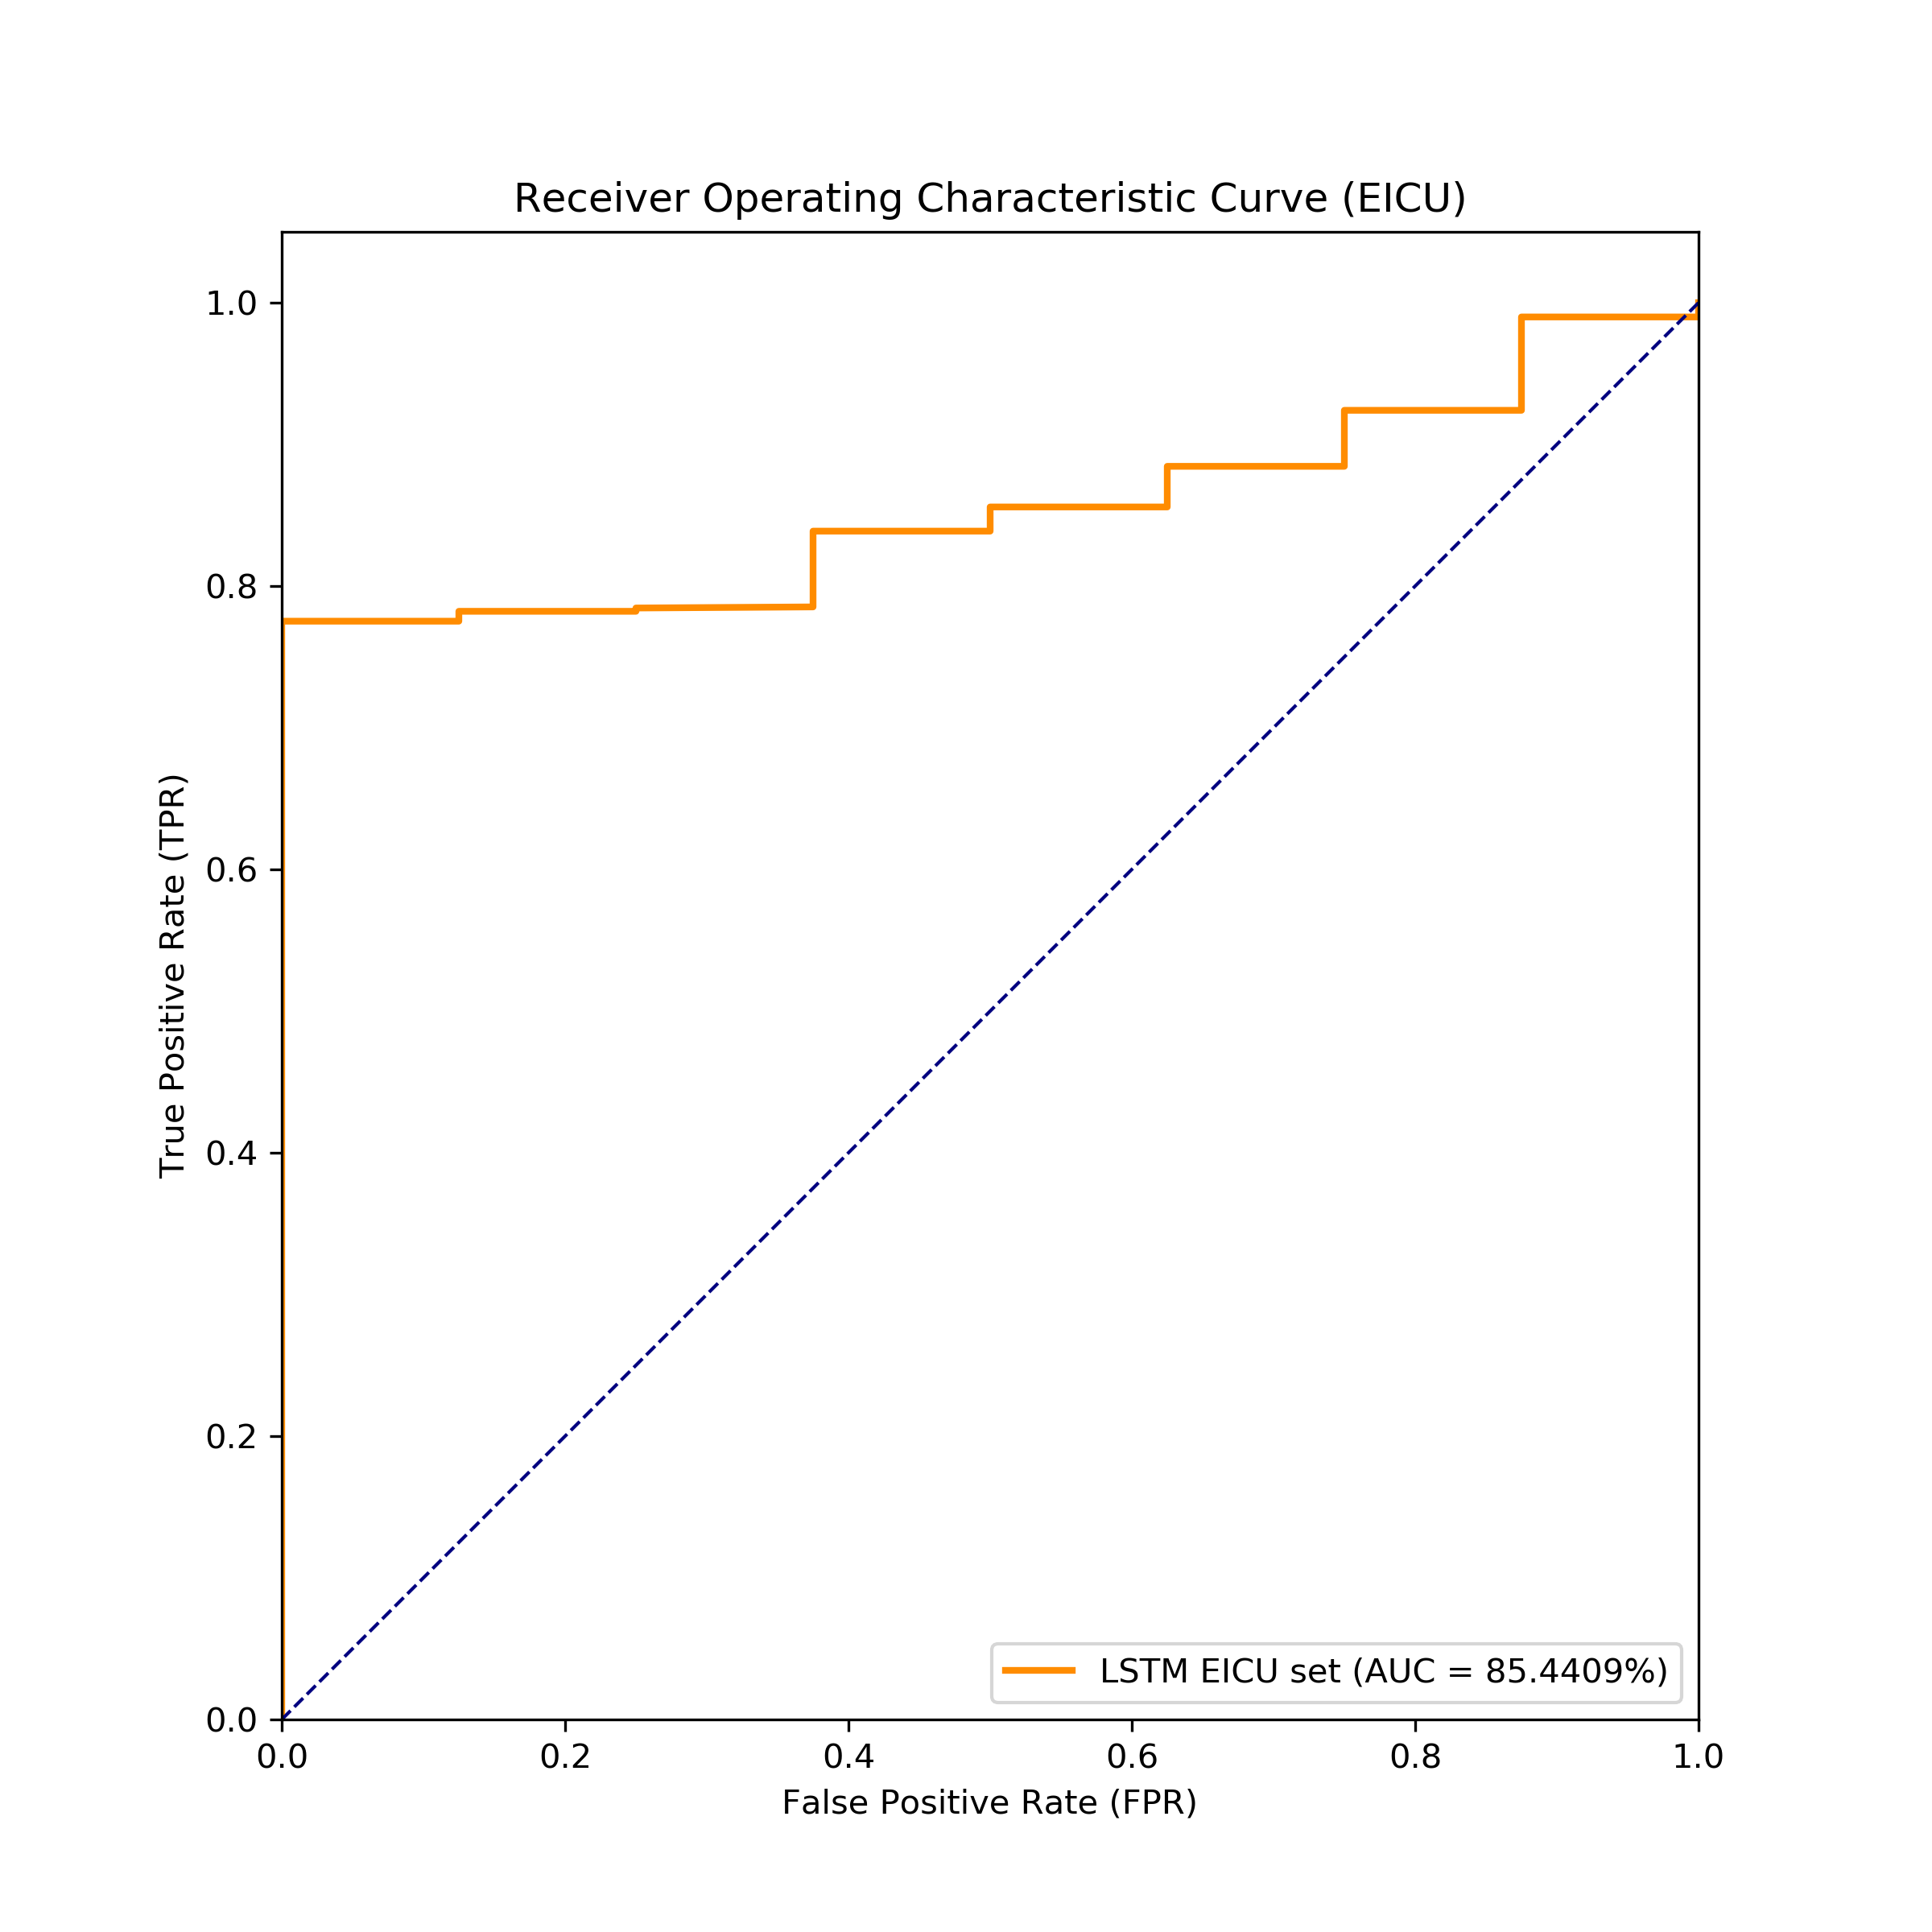 Receiver Operating Characteristic Curve (EICU)
True Positive Rate (TPR)
1.0
0.8
0.6
0.4
0.2
0.0
0.0 0.2 0.4 0.6 0.8 1.0
False Positive Rate (FPR)
LSTM EICU set (AUC = 85.4409%)